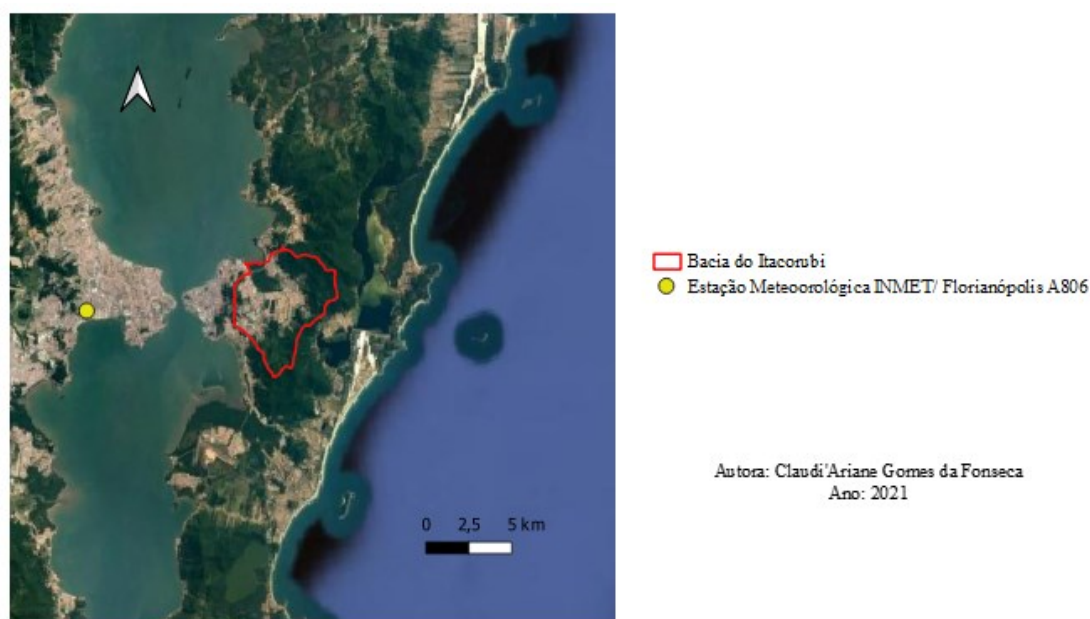 Bacia do Itacorubi
Estação Meteoorológica INMET/ Florianópolis A806
Autora: Claudi'Ariane Gomes da Fonseca
Ano: 2021
0 2,5 5 km